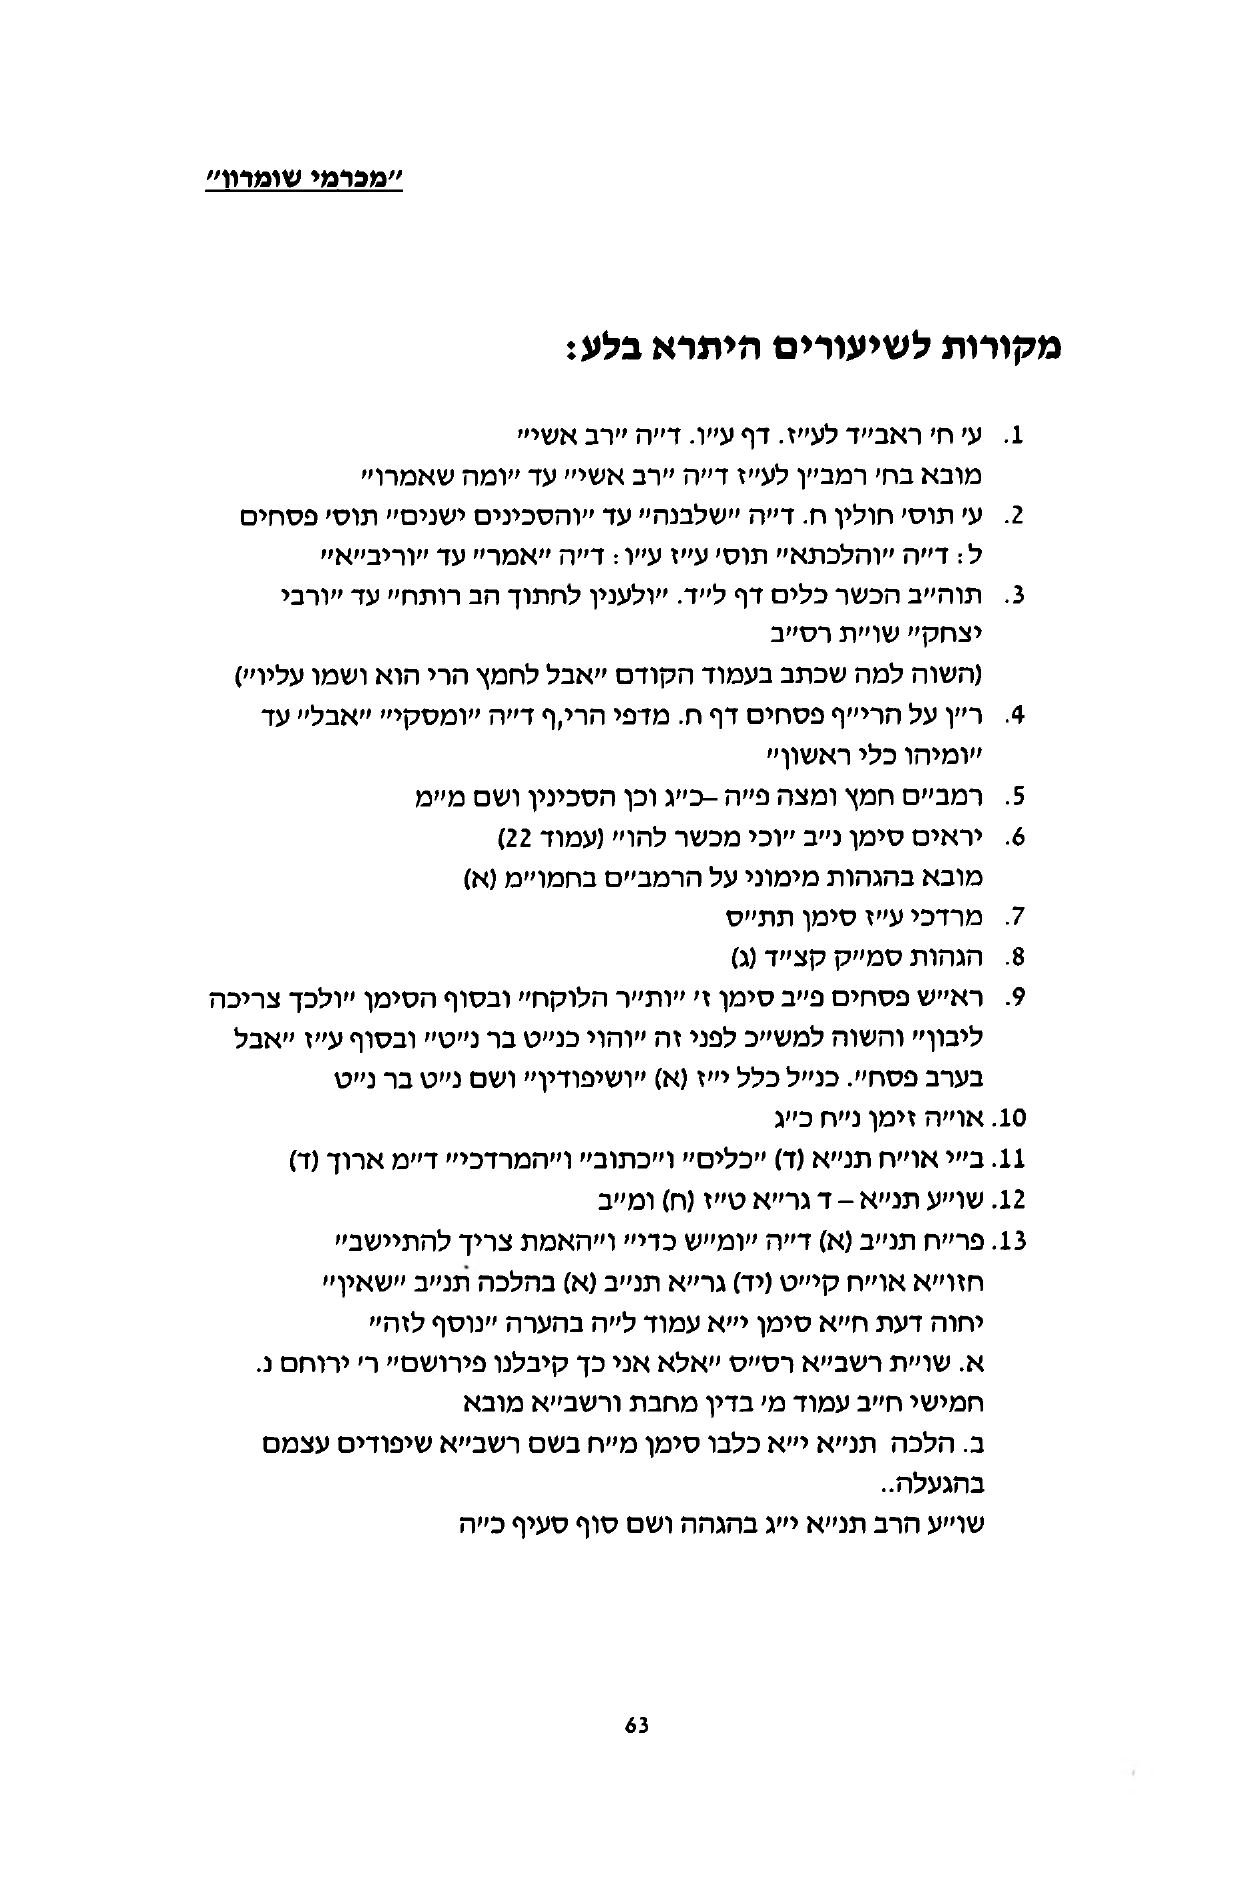 "מכרמי שומרון"
מקורות לשיעורים היתרא בלע:
1. עי' חי' ראב"ד לע"ז. דף ע"ו. ד"ה "רב אשי"
מובא בחי' רמב"ן לע"ז ד"ה "רב אשי" עד "ומה שאמרו"
2. עי' תוס' חולין ח. ד"ה "שלבנה" עד "והסכינים ישנים" תוס' פסחים
ל: ד"ה "והלכתא" תוס' ע"ז ע"ו: ד"ה "אמר" עד "וריב"א"
3. תוה"ב הכשר כלים דף ל"ד. "ולענין לחתוך הב רותח" עד "ורבי
יצחק" שו"ת רס"ב
(השוה למה שכתב בעמוד הקודם "אבל לחמץ הרי הוא ושמו עליו")
4. ר"ן על הרי"ף פסחים דף ח. מדפי הרי,ף ד"ה "ומסקי" "אבל" עד
"ומיהו כלי ראשון"
5. רמב"ם חמץ ומצה פ"ה –כ"ג וכן הסכינין ושם מ"מ
6. יראים סימן נ"ב "וכי מכשר להו" (עמוד 22)
מובא בהגהות מימוני על הרמב"ם בחמו"מ (א)
7. מרדכי ע"ז סימן תת"ס
8. הגהות סמ"ק קצ"ד (ג)
9. רא"ש פסחים פ"ב סימן ז' "ות"ר הלוקח" ובסוף הסימן "ולכך צריכה
ליבון" והשוה למש"כ לפני זה "והוי כנ"ט בר נ"ט" ובסוף ע"ז "אבל
בערב פסח". כנ"ל כלל י"ז (א) "ושיפודין" ושם נ"ט בר נ"ט
10. או"ה זימן נ"ח כ"ג
11. ב"י או"ח תנ"א (ד) "כלים" ו"כתוב" ו"המרדכי" ד"מ ארוך (ד)
12. שו"ע תנ"א – ד גר"א ט"ז (ח) ומ"ב
13. פר"ח תנ"ב (א) ד"ה "ומ"ש כדי" ו"האמת צריך להתיישב"
חזו"א או"ח קי"ט (יד) גר"א תנ"ב (א) בהלכה תנ"ב "שאין"
יחוה דעת ח"א סימן י"א עמוד ל"ה בהערה "נוסף לזה"
א. שו"ת רשב"א רס"ס "אלא אני כך קיבלנו פירושם" ר' ירוחם נ.
חמישי ח"ב עמוד מ' בדין מחבת ורשב"א מובא
ב. הלכה תנ"א י"א כלבו סימן מ"ח בשם רשב"א שיפודים עצמם
בהגעלה..
שו"ע הרב תנ"א י"ג בהגהה ושם סוף סעיף כ"ה
63